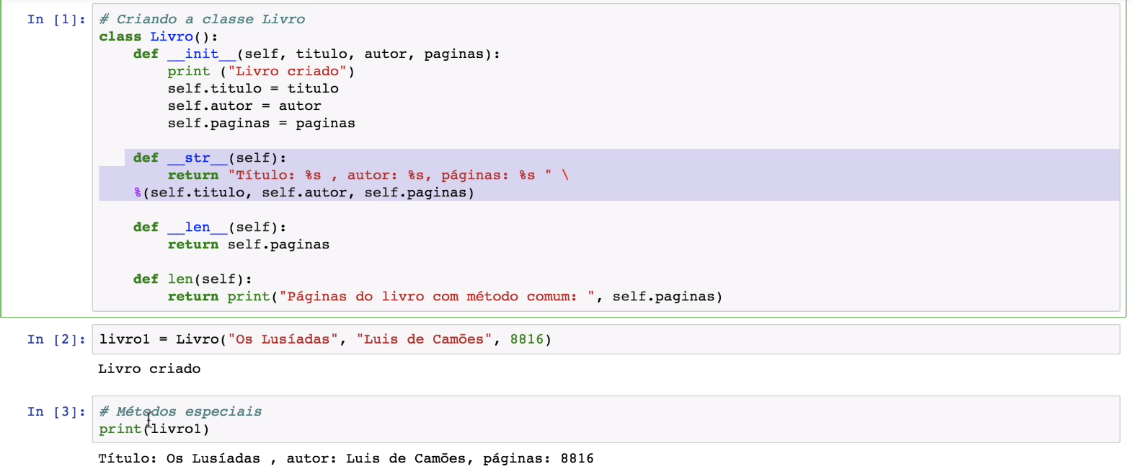 In [1]: # Criando a classe Livro
class Livro():
    def __init__(self, titulo, autor, paginas):
        print ("Livro criado")
        self.titulo = titulo
        self.autor = autor
        self.paginas = paginas
    def __str__(self):
        return "Título: %s , autor: %s, páginas: %s " \
    %(self.titulo, self.autor, self.paginas)
    def __len__(self):
        return self.paginas
    def len(self):
        return print("Páginas do livro com método comum: ", self.paginas)
In [2]: livro1 = Livro("Os Lusíadas", "Luis de Camões", 8816)
Livro criado
In [3]: # Métodos especiais
print(livro1)
Título: Os Lusíadas , autor: Luis de Camões, páginas: 8816